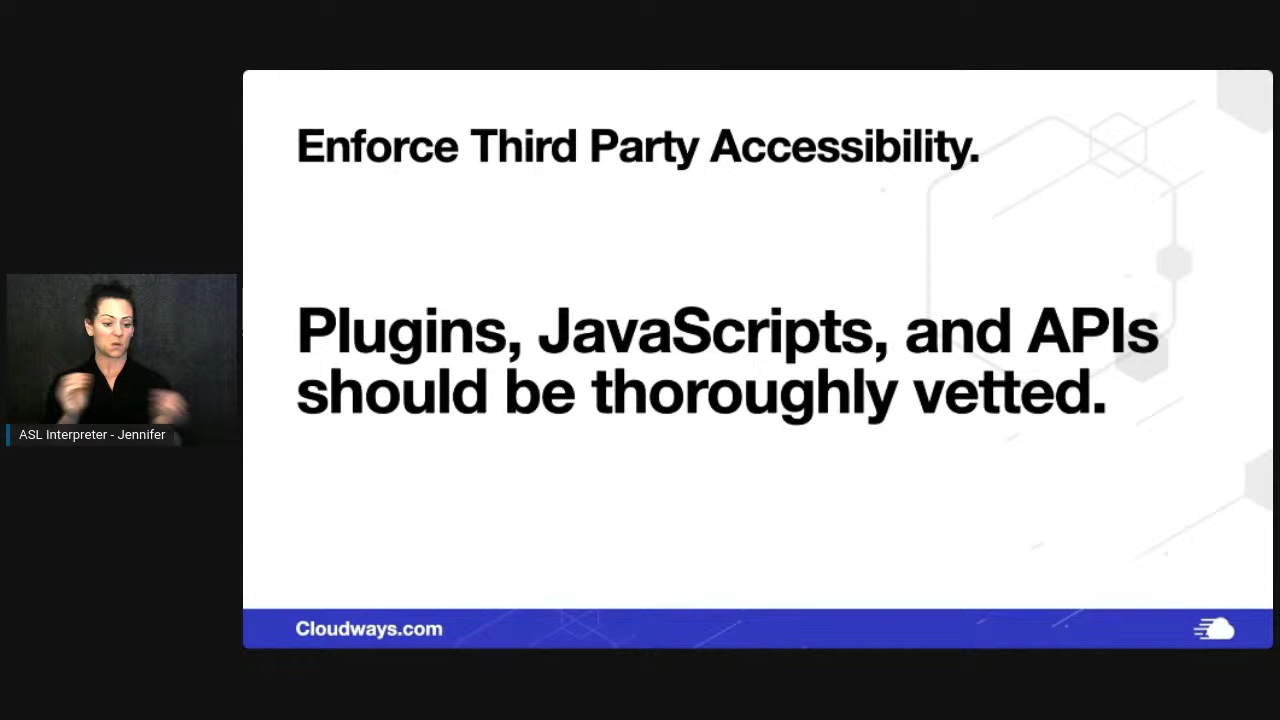 Enforce Third Party Accessibility.
Plugins, JavaScripts, and APIs
should be thoroughly vetted.
ASL Interpreter - Jennifer
Cloudways.com